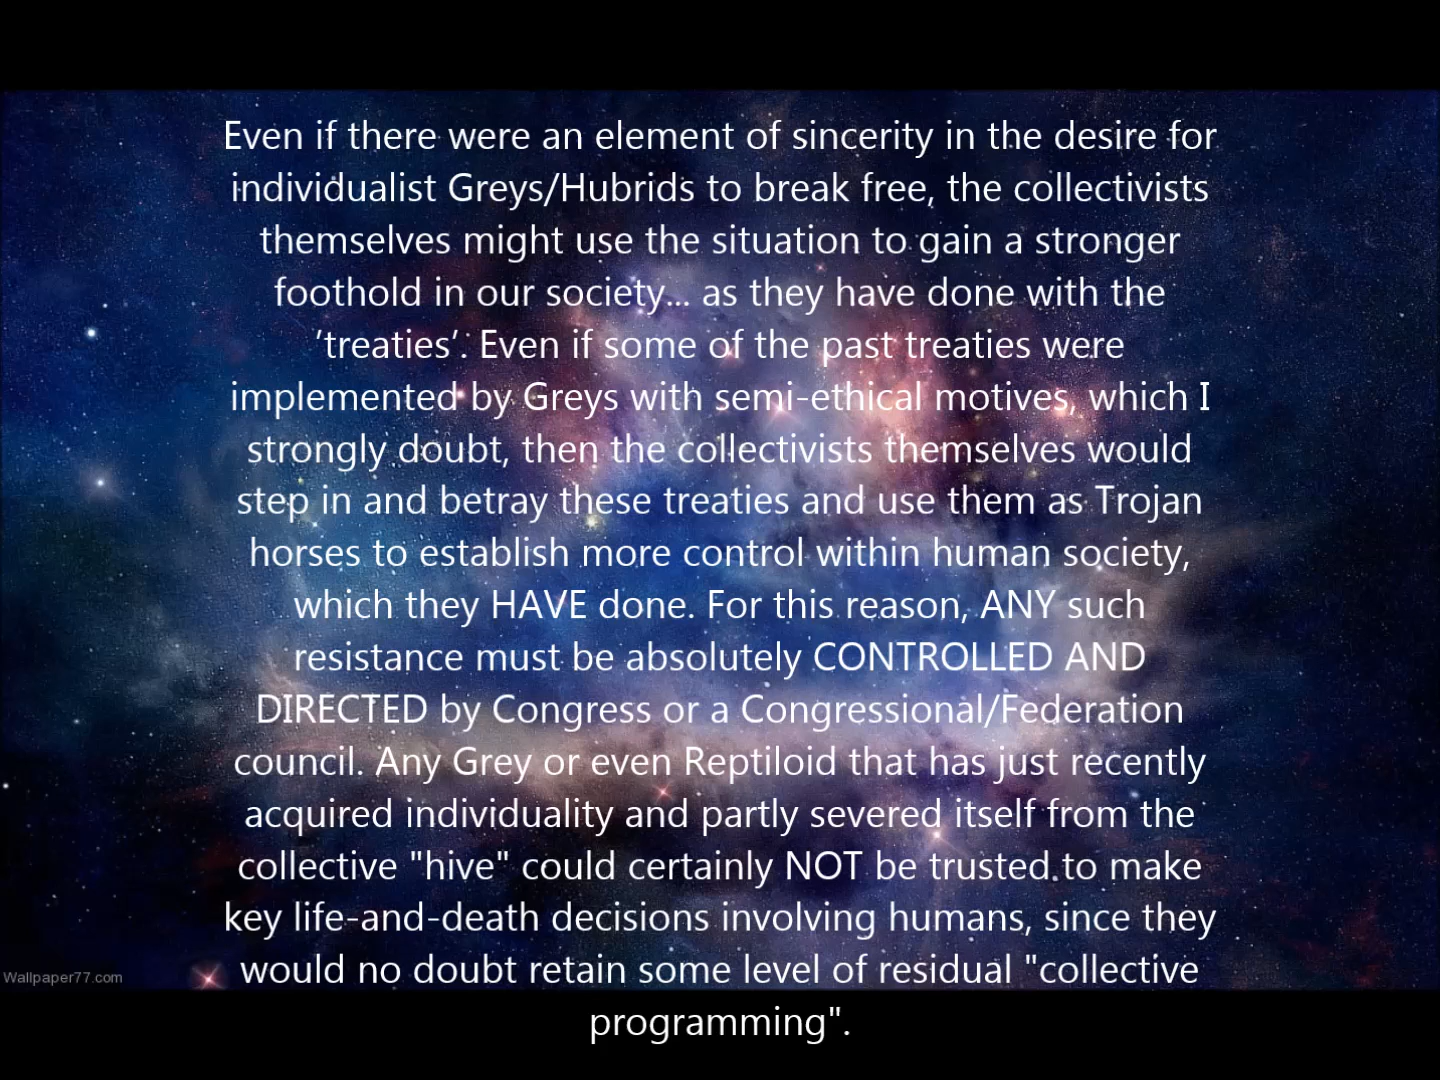 Even if there were an element of sincerity in the desire for
individualist Greys/Hubrids to break free, the collectivists
themselves might use the situation to gain a stronger
foothold in our society... as they have done with the
'treaties'. Even if some of the past treaties were
implemented by Greys with semi-ethical motives, which I
strongly doubt, then the collectivists themselves would
step in and betray these treaties and use them as Trojan
horses to establish more control within human society,
which they HAVE done. For this reason, ANY such
resistance must be absolutely CONTROLLED AND
DIRECTED by Congress or a Congressional/Federation
council. Any Grey or even Reptiloid that has just recently
acquired individuality and partly severed itself from the
collective "hive" could certainly NOT be trusted to make
key life-and-death decisions involving humans, since they
would no doubt retain some level of residual "collective
programming".
Wallpaper77.com